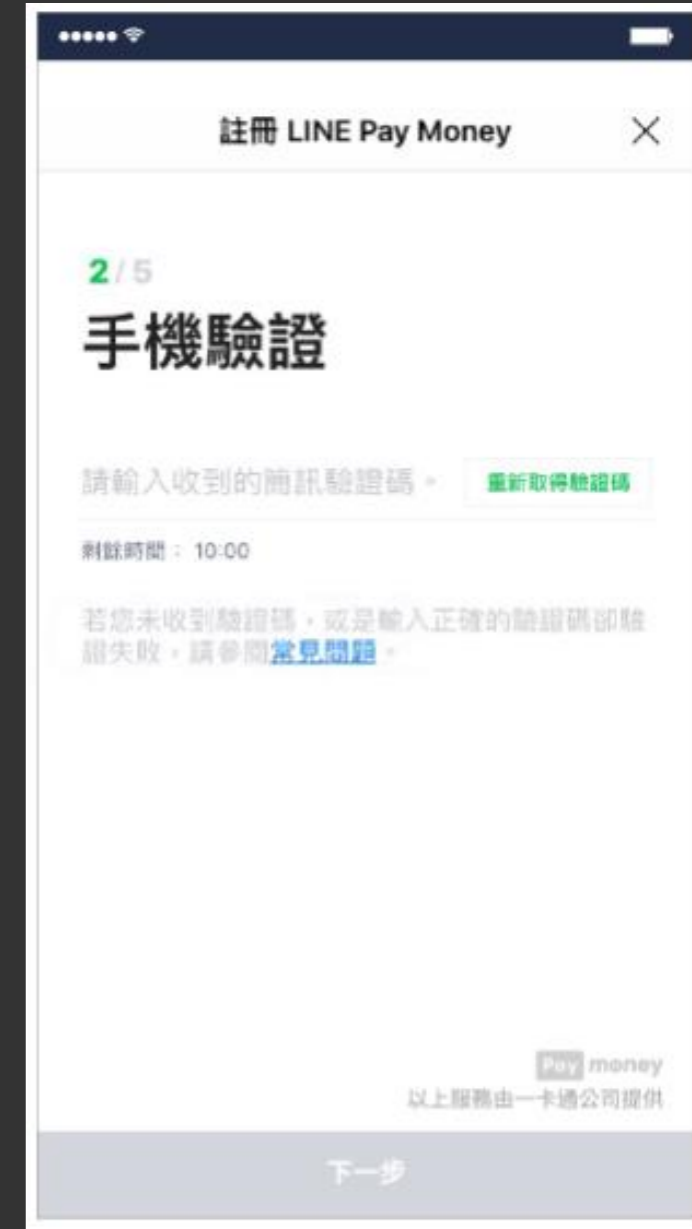 註冊 LINE Pay Money
2 / 5
手機驗證
請輸入收到的簡訊驗證碼。 重新取得驗證碼
剩餘時間： 10:00
若您未收到驗證碼，或是輸入正確的驗證碼卻驗
證失敗，請參閱常見問題。
Pay money
以上服務由一卡通公司提供
下一步